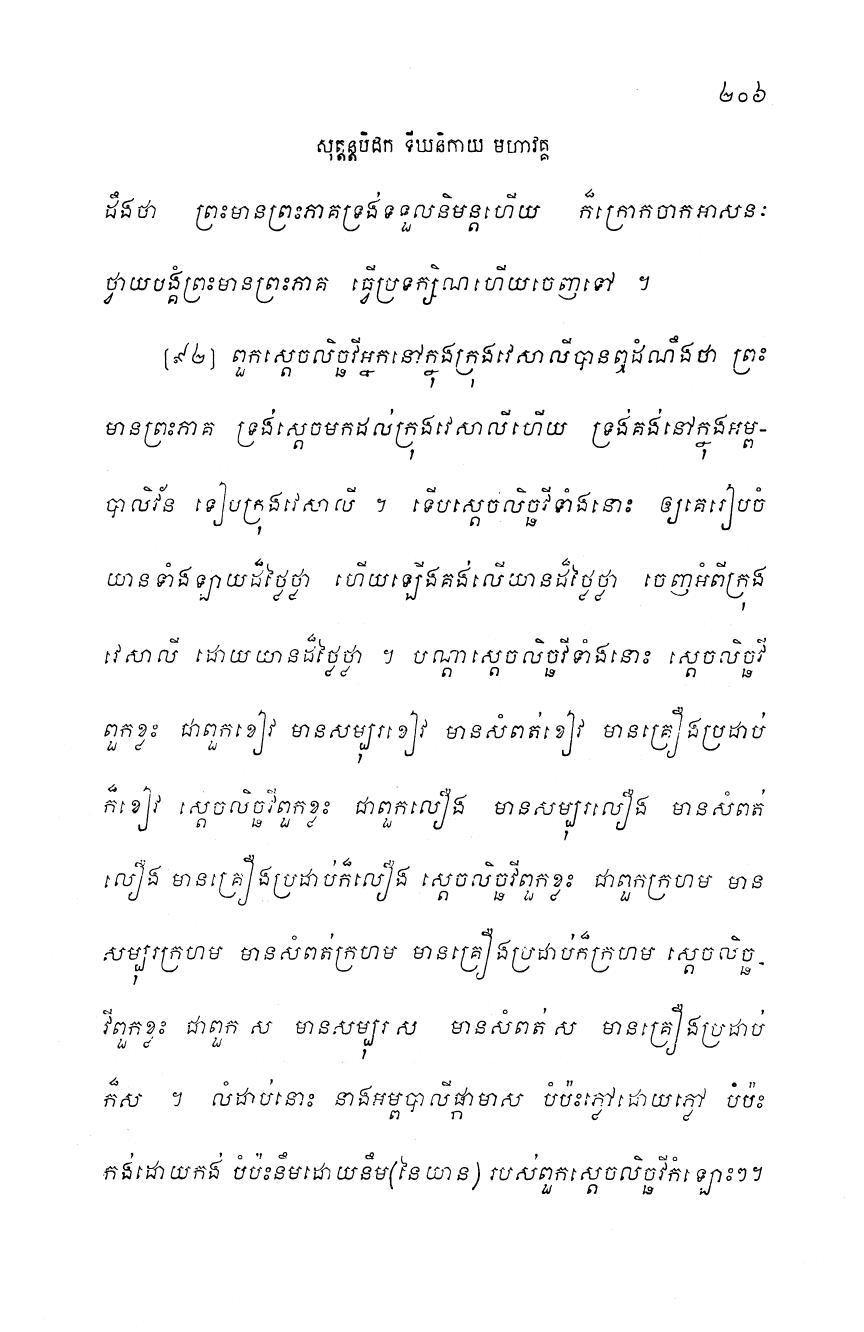 ២០៦
សុត្តន្តបិដក ទីឃនិកាយ មហាវគ្គ
ដឹងថា ព្រះមានព្រះភាគទ្រង់ទទួលនិមន្តហើយ ក៏ក្រោកចាកអាសនៈ
ថ្វាយបង្គំព្រះមានព្រះភាគ ធ្វើប្រទក្សិណហើយចេញទៅ ។
[៩២] ពួកស្តេចលិច្ឆវីអ្នកនៅក្នុងក្រុងវេសាលីបានឮដំណឹងថា ព្រះ
មានព្រះភាគ ទ្រង់ស្តេចមកដល់ក្រុងវេសាលីហើយ ទ្រង់គង់នៅក្នុងអម្ព-
បាលិវ័ន ទៀបក្រុងវេសាលី ។ ទើបស្តេចលិច្ឆវីទាំងនោះ ឲ្យគេរៀបចំ
យានទាំងឡាយដ៏ថ្លៃថ្លា ហើយឡើងគង់លើយានដ៏ថ្លៃថ្លា ចេញអំពីក្រុង
វេសាលី ដោយយានដ៏ថ្លៃថ្លា ។ បណ្តាស្តេចលិច្ឆវីទាំងនោះ ស្តេចលិច្ឆវី
ពួកខ្លះ ជាពួកខៀវ មានសម្បុរខៀវ មានសំពត់ខៀវ មានគ្រឿងប្រដាប់
ក៏ខៀវ ស្តេចលិច្ឆវីពួកខ្លះ ជាពួកលឿង មានសម្បុរលឿង មានសំពត់
លឿង មានគ្រឿងប្រដាប់ក៏លឿង ស្តេចលិច្ឆវីពួកខ្លះ ជាពួកក្រហម មាន
សម្បុរក្រហម មានសំពត់ក្រហម មានគ្រឿងប្រដាប់ក៏ក្រហម ស្តេចលិច្ឆ-
វីពួកខ្លះ ជាពួក ស មានសម្បុរ ស មានសំពត់ ស មានគ្រឿងប្រដាប់
ក៏ស ។ លំដាប់នោះ នាងអម្ពបាលីផ្កាមាស បំប៉ះភ្លៅដោយភ្លៅ បំប៉ះ
កង់ដោយកង់ បំប៉ះនឹមដោយនឹម(នៃយាន) របស់ពួកស្តេចលិច្ឆវីកំឡោះៗ។